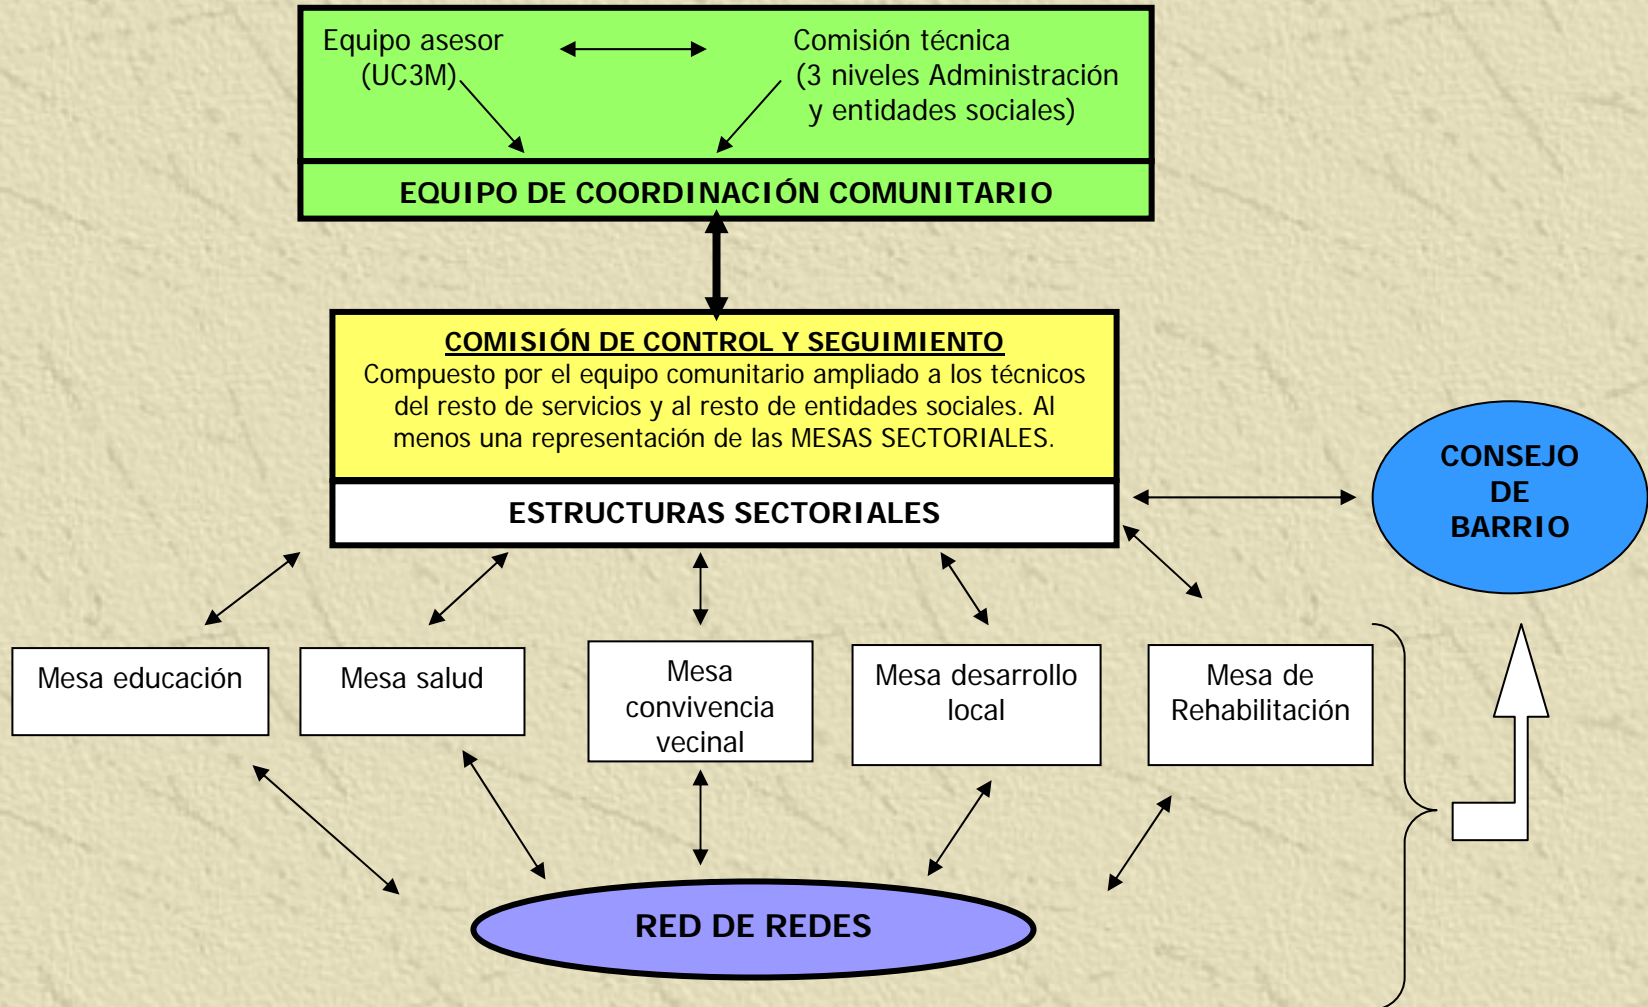 Equipo asesor
(UC3M)
Comisión técnica
(3 niveles Administración
y entidades sociales)
EQUIPO DE COORDINACIÓN COMUNITARIO
COMISIÓN DE CONTROL Y SEGUIMIENTO
Compuesto por el equipo comunitario ampliado a los técnicos
del resto de servicios y al resto de entidades sociales. Al
menos una representación de las MESAS SECTORIALES.
ESTRUCTURAS SECTORIALES
CONSEJO
DE
BARRIO
Mesa educación
Mesa salud
Mesa
convivencia
vecinal
Mesa desarrollo
local
Mesa de
Rehabilitación
RED DE REDES